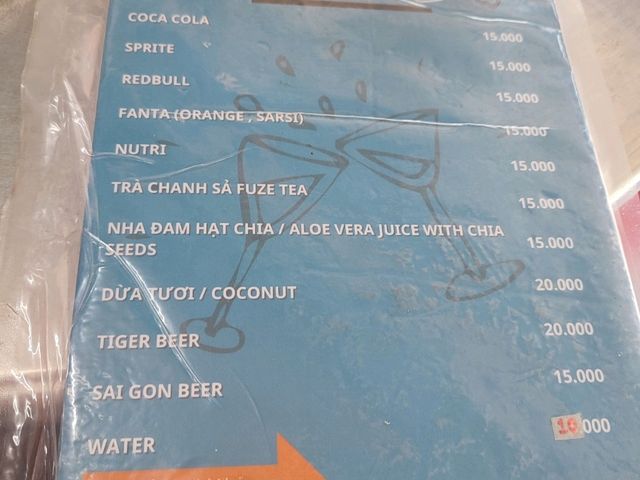 COCA COLA 15.000
SPRITE 15.000
REDBULL 15.000
FANTA (ORANGE , SARSI) 15.000
NUTRI 15.000
TRÀ CHANH SẢ FUZE TEA 15.000
NHA ĐAM HẠT CHIA / ALOE VERA JUICE WITH CHIA 15.000
SEEDS
DỪA TƯƠI / COCONUT 20.000
TIGER BEER 20.000
SAI GON BEER 15.000
WATER 10.000